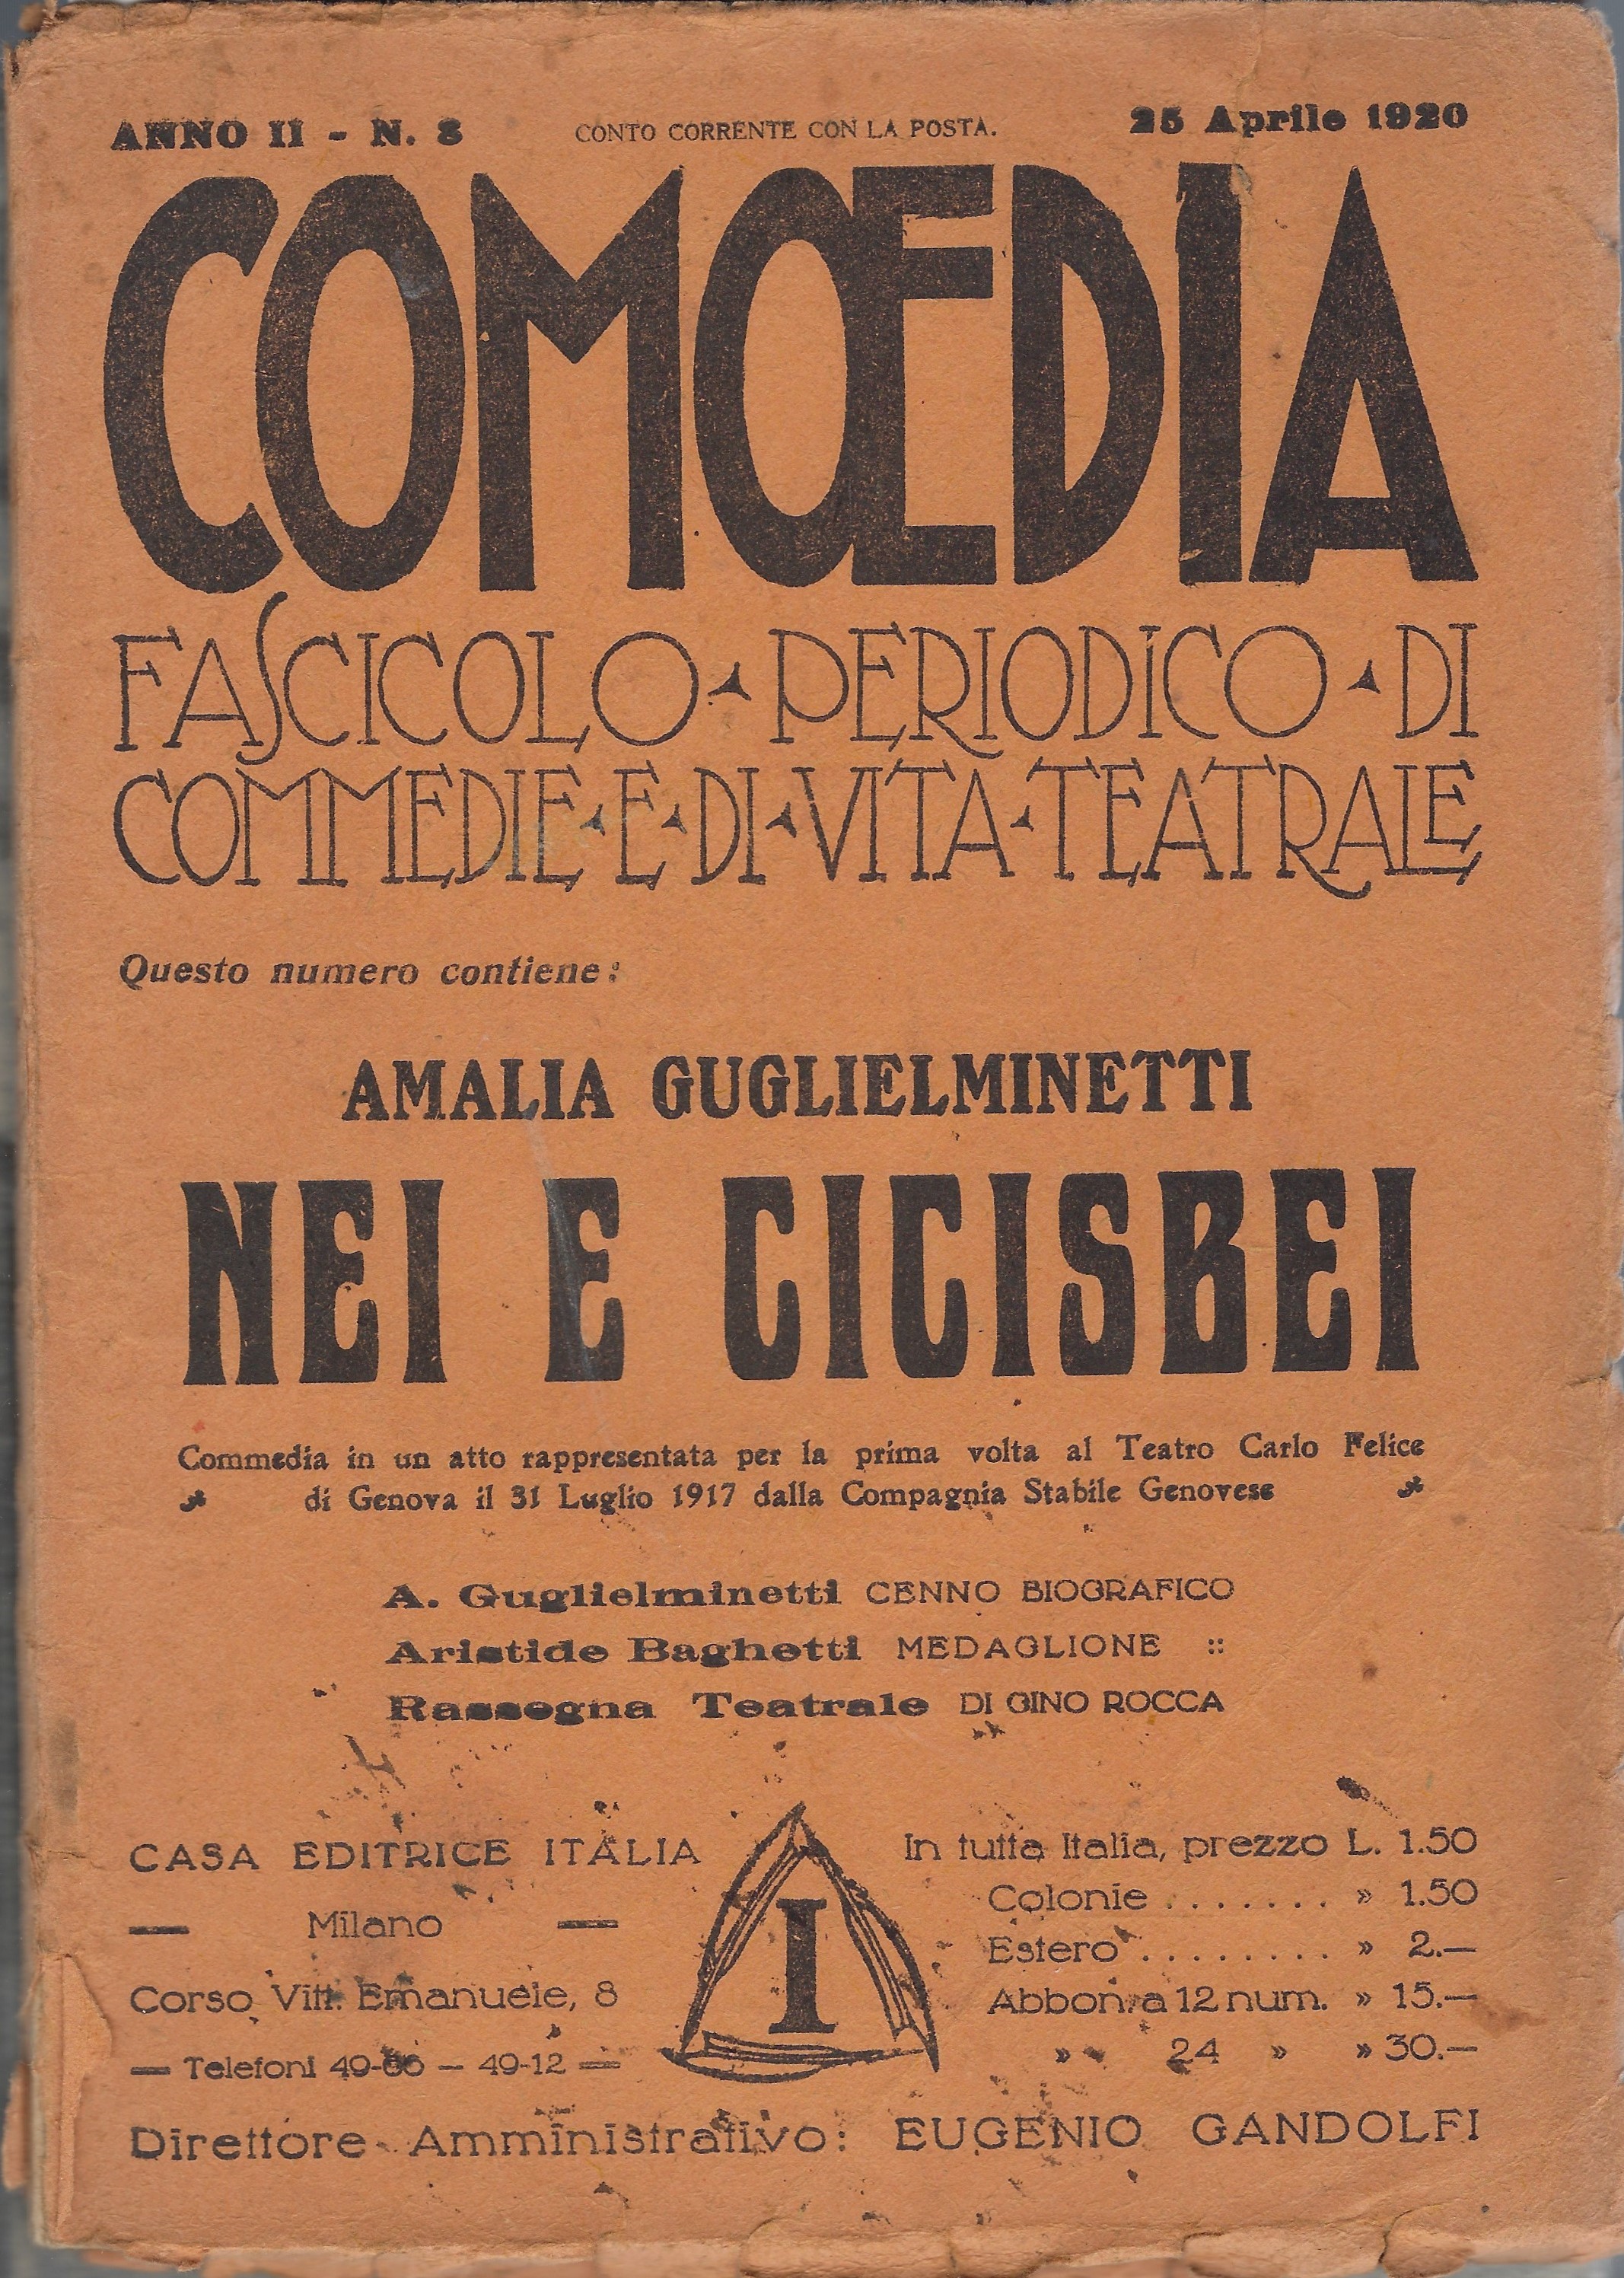 ANNO II - N. 8
CONTO CORRENTE CON LA POSTA.
25 Aprile 1920
COMŒDIA
FASCICOLO PERIODICO DI
COMMEDIE E DI VITA TEATRALE
Questo numero contiene:
AMALIA GUGLIELMINETTI
NEI E CICISBEI
Commedia in un atto rappresentata per la prima volta al Teatro Carlo Felice
di Genova il 31 Luglio 1917 dalla Compagnia Stabile Genovese
A. Guglielminetti CENNO BIOGRAFICO
Aristide Baghetti MEDAGLIONE ::
Rassegna Teatrale DI GINO ROCCA
CASA EDITRICE ITALIA
— Milano —
Corso Vitt. Emanuele, 8
— Telefoni — 49-12 —
I
In tutta Italia, prezzo L. 1.50
Colonie . . . . . . . » 1.50
Estero . . . . . . . . » 2.—
Abbon. a 12 num. » 15.—
» » 24 » » 30.—
Direttore Amministrativo: EUGENIO GANDOLFI